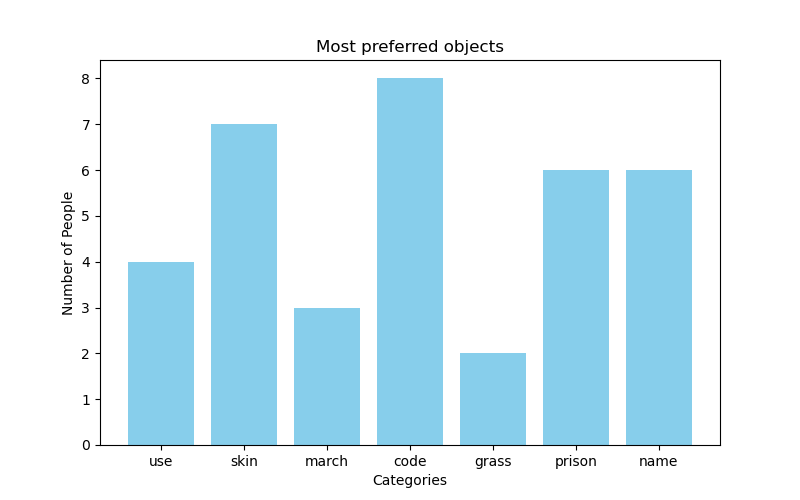 Most preferred objects
Number of People
8
7
6
5
4
3
2
1
0
use skin march code grass prison name
Categories